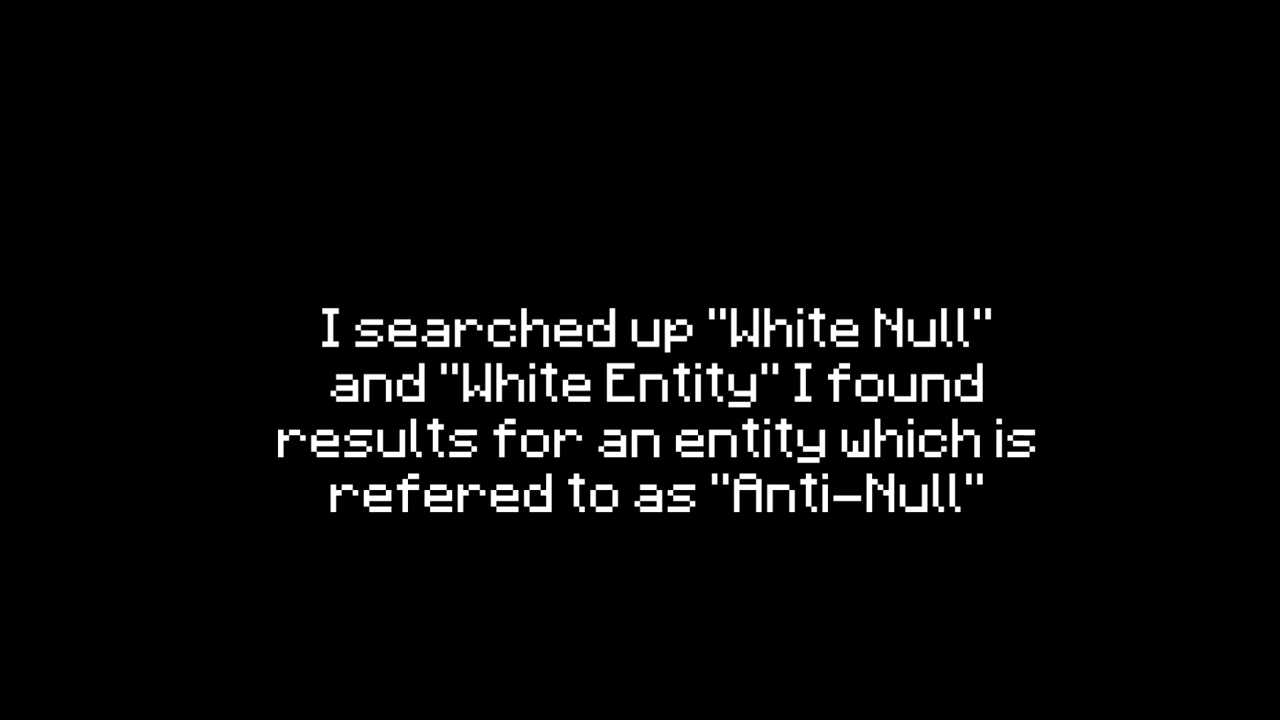 I searched up "White Null"
and "White Entity" I found
results for an entity which is
refered to as "Anti-Null"